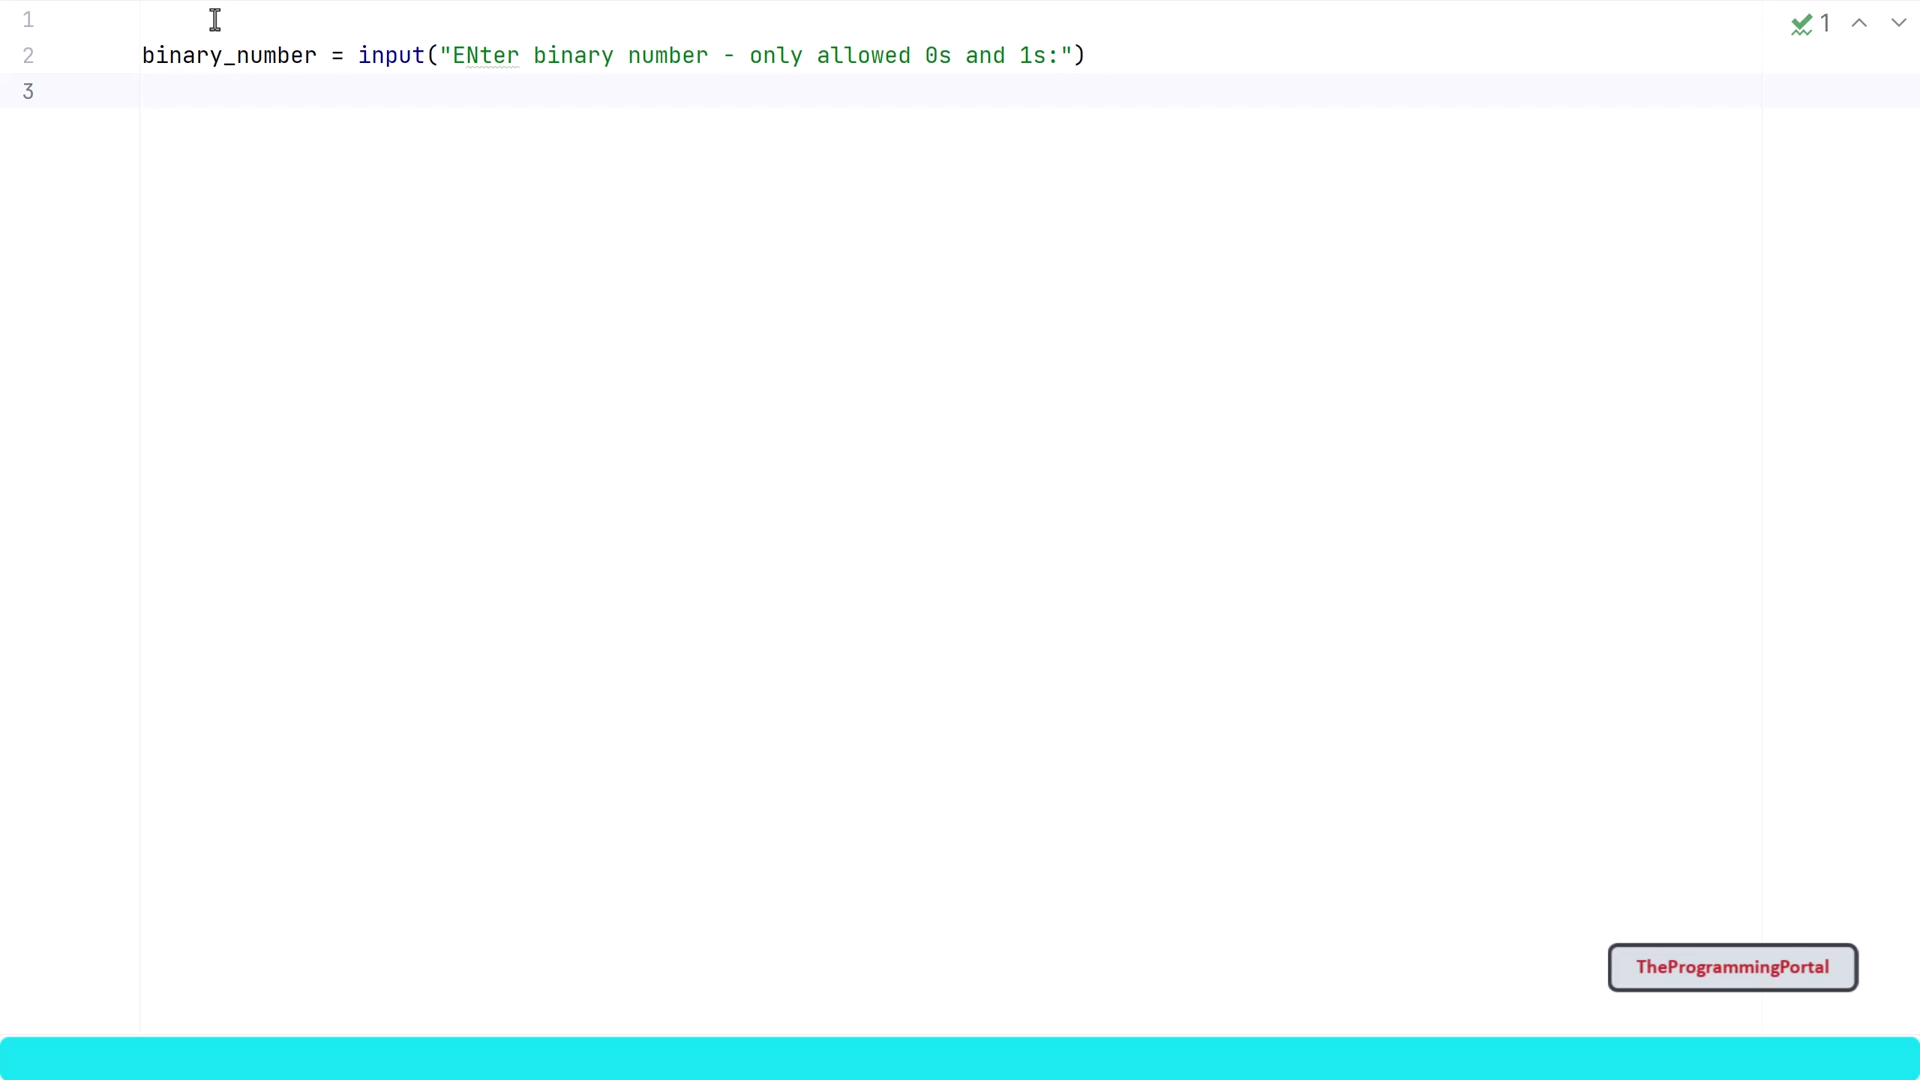 1
1
2 binary_number = input("ENter binary number - only allowed 0s and 1s:")
3
TheProgrammingPortal